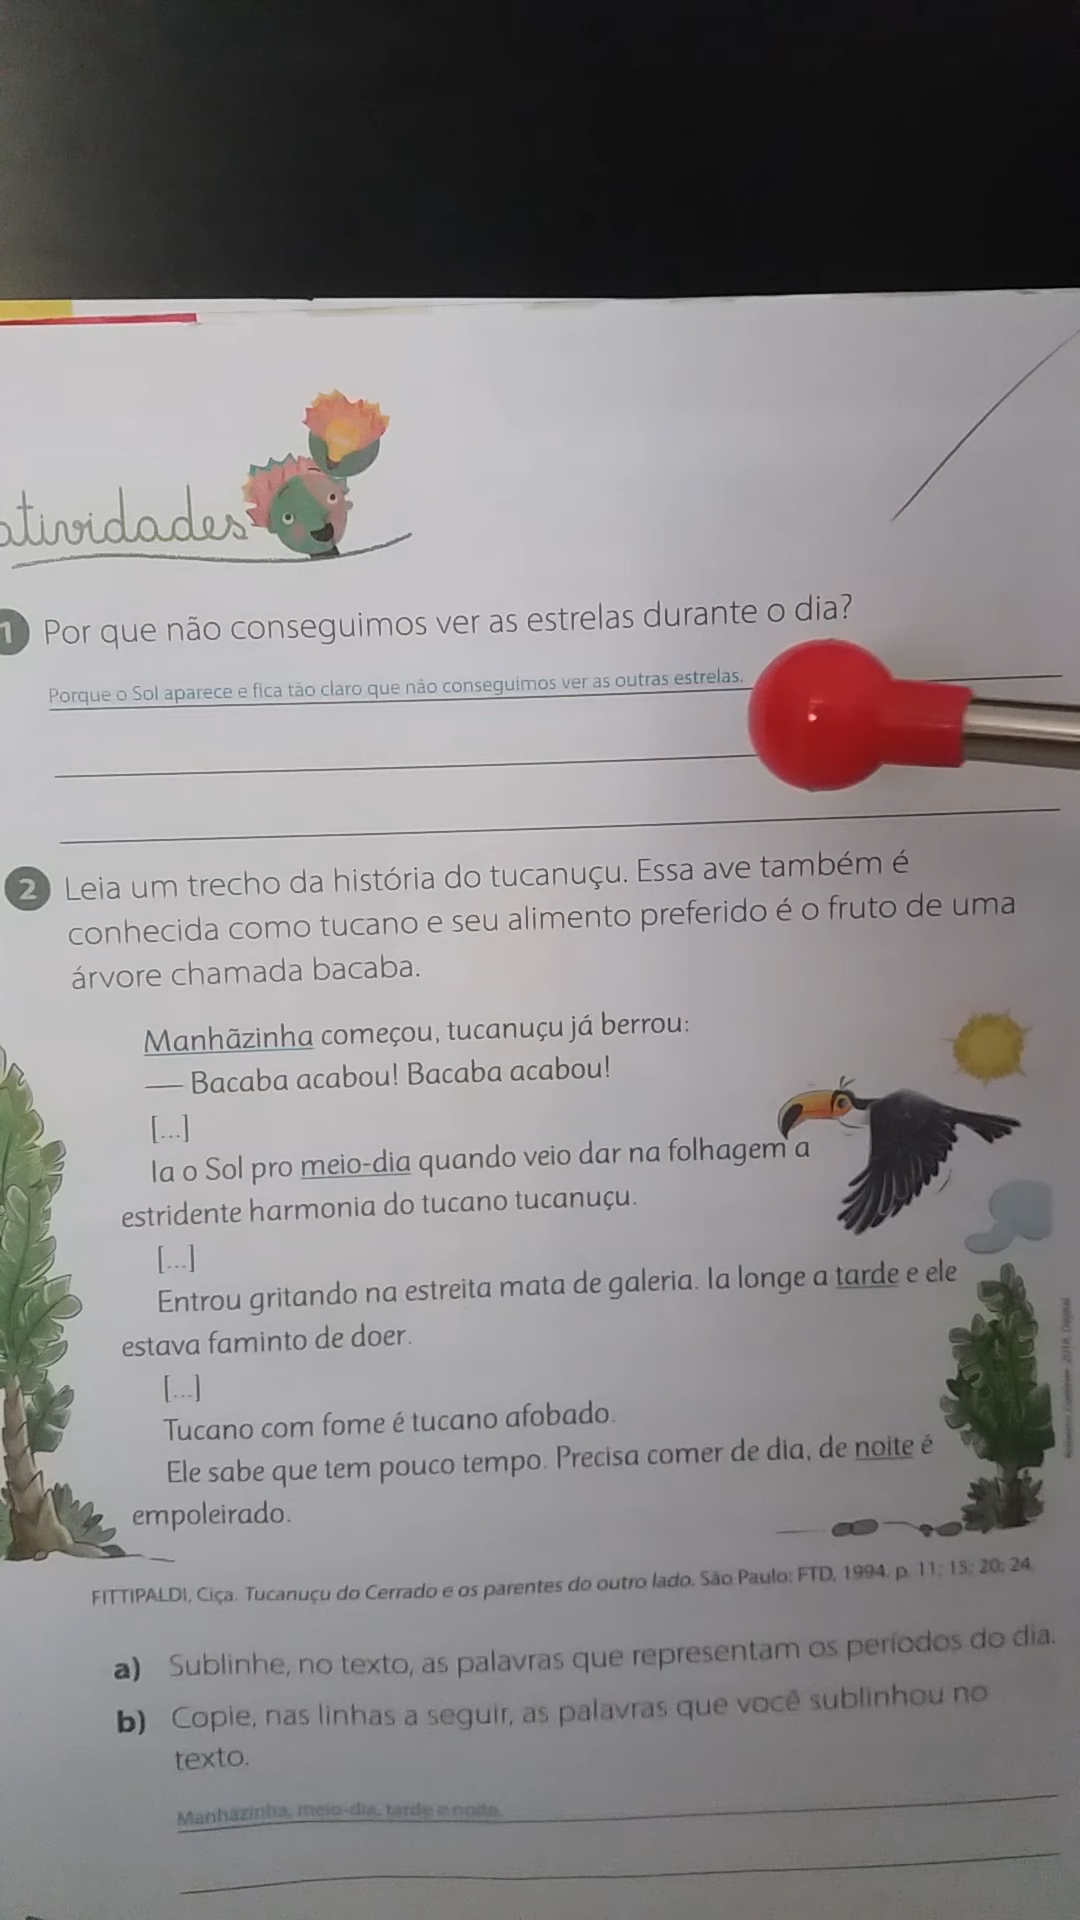 atividades
1 Por que não conseguimos ver as estrelas durante o dia?
Porque o Sol aparece e fica tão claro que não conseguimos ver as outras estrelas.
2 Leia um trecho da história do tucanuçu. Essa ave também é
conhecida como tucano e seu alimento preferido é o fruto de uma
árvore chamada bacaba.
Manhãzinha começou, tucanuçu já berrou:
— Bacaba acabou! Bacaba acabou!
[...]
Ia o Sol pro meio-dia quando veio dar na folhagem a
estridente harmonia do tucano tucanuçu.
[...]
Entrou gritando na estreita mata de galeria. Ia longe a tarde e ele
estava faminto de doer.
[...]
Tucano com fome é tucano afobado.
Ele sabe que tem pouco tempo. Precisa comer de dia, de noite é
empoleirado.
FITTIPALDI, Ciça. Tucanuçu do Cerrado e os parentes do outro lado. São Paulo: FTD, 1994. p. 11; 15; 20; 24.
a) Sublinhe, no texto, as palavras que representam os períodos do dia.
b) Copie, nas linhas a seguir, as palavras que você sublinhou no
texto.
Manhãzinha, meio-dia, tarde e noite.